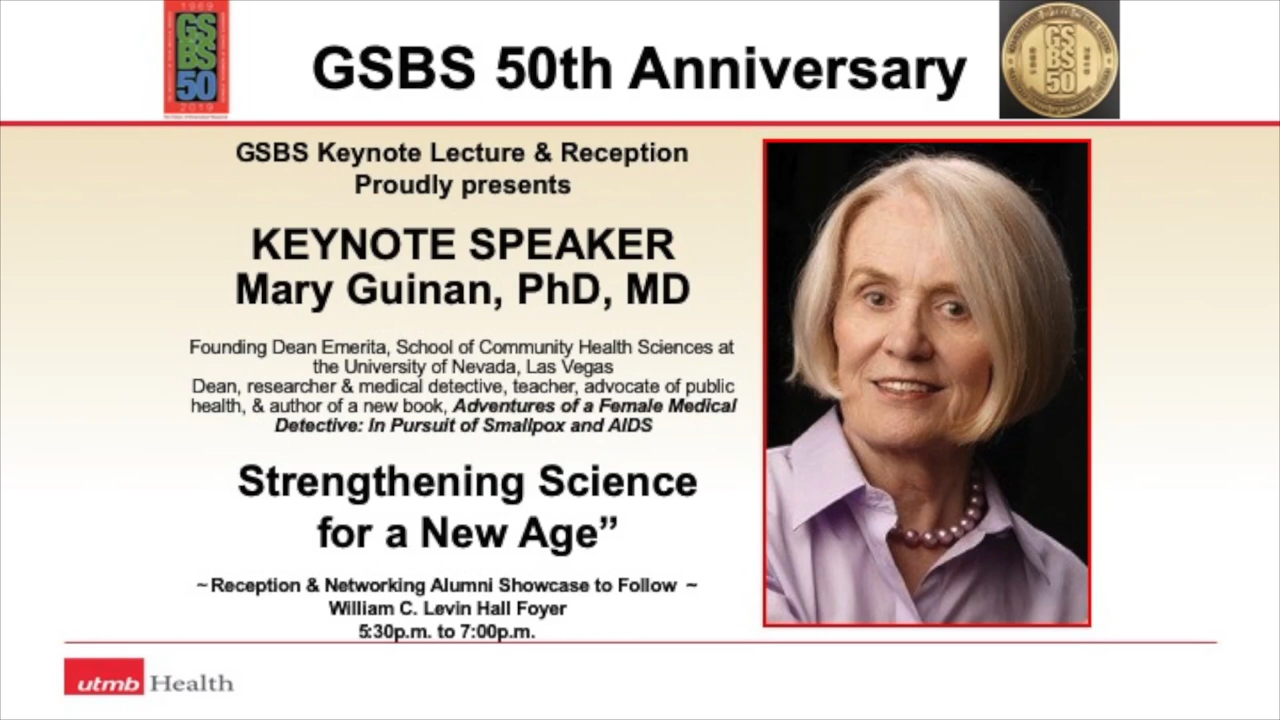 1969
GSBS 50
2019
GSBS 50th Anniversary
GSBS 50
GSBS Keynote Lecture & Reception
Proudly presents
KEYNOTE SPEAKER
Mary Guinan, PhD, MD
Founding Dean Emerita, School of Community Health Sciences at
the University of Nevada, Las Vegas
Dean, researcher & medical detective, teacher, advocate of public
health, & author of a new book, Adventures of a Female Medical
Detective: In Pursuit of Smallpox and AIDS
Strengthening Science
for a New Age”
~ Reception & Networking Alumni Showcase to Follow ~
William C. Levin Hall Foyer
5:30p.m. to 7:00p.m.
utmb Health